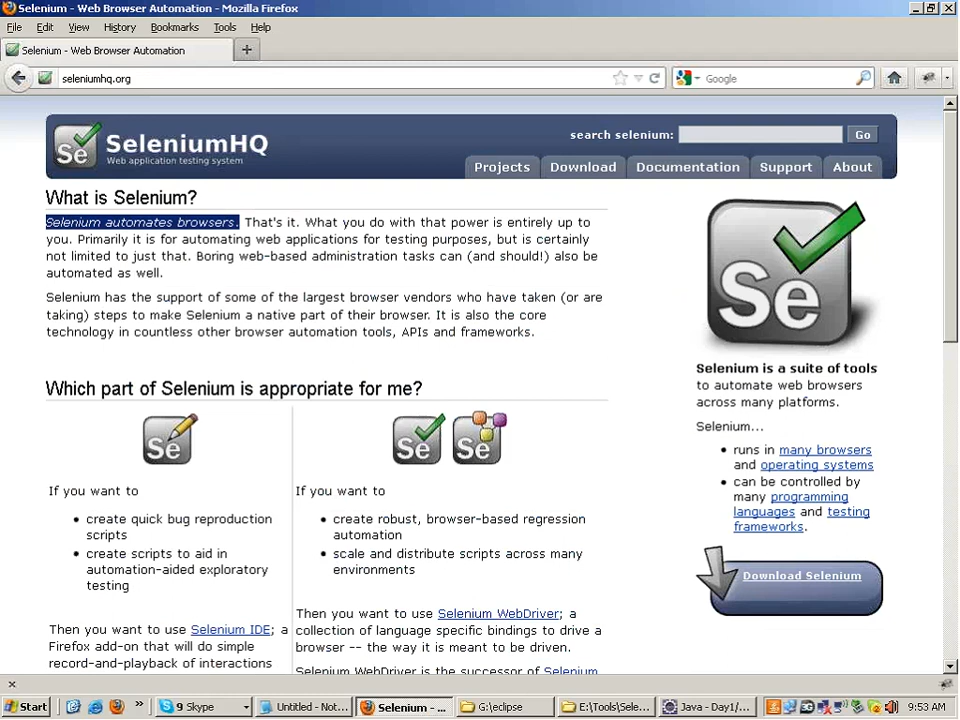 Selenium - Web Browser Automation - Mozilla Firefox
File Edit View History Bookmarks Tools Help
Selenium - Web Browser Automation
seleniumhq.org
Google
Se
SeleniumHQ
Web application testing system
search selenium:
Go
Projects Download Documentation Support About
What is Selenium?
Selenium automates browsers. That's it. What you do with that power is entirely up to
you. Primarily it is for automating web applications for testing purposes, but is certainly
not limited to just that. Boring web-based administration tasks can (and should!) also be
automated as well.
Selenium has the support of some of the largest browser vendors who have taken (or are
taking) steps to make Selenium a native part of their browser. It is also the core
technology in countless other browser automation tools, APIs and frameworks.
Which part of Selenium is appropriate for me?
Se
If you want to
• create quick bug reproduction
scripts
• create scripts to aid in
automation-aided exploratory
testing
Then you want to use Selenium IDE; a
Firefox add-on that will do simple
record-and-playback of interactions
Se Se
If you want to
• create robust, browser-based regression
automation
• scale and distribute scripts across many
environments
Then you want to use Selenium WebDriver; a
collection of language specific bindings to drive a
browser -- the way it is meant to be driven.
Selenium WebDriver is the successor of Selenium
Se
Selenium is a suite of tools
to automate web browsers
across many platforms.
Selenium...
• runs in many browsers
and operating systems
• can be controlled by
many programming
languages and testing
frameworks.
Download Selenium
Start
9 Skype
Untitled - Not...
Selenium - ...
G:\eclipse
E:\Tools\Sele...
Java - Day1/...
9:53 AM